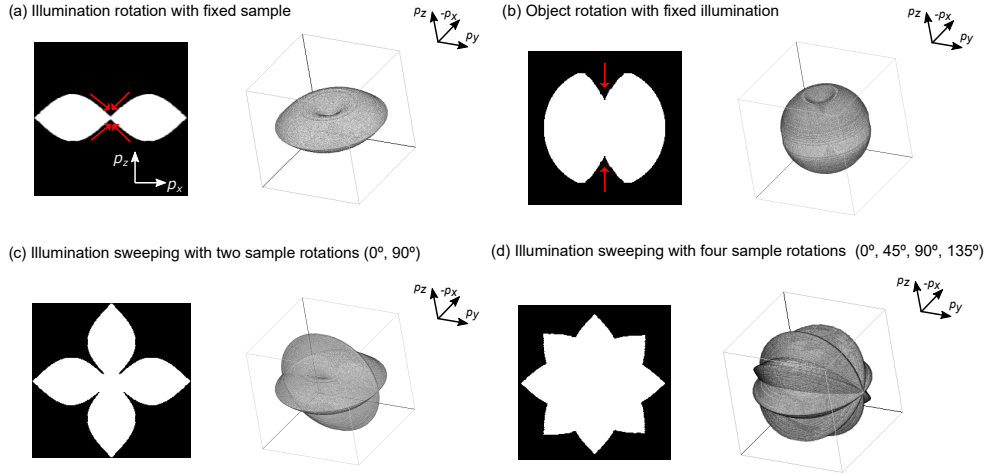 (a) Illumination rotation with fixed sample
(b) Object rotation with fixed illumination
pz -px py
pz -px py
pz
px
(c) Illumination sweeping with two sample rotations (0º, 90º)
(d) Illumination sweeping with four sample rotations (0º, 45º, 90º, 135º)
pz -px py
pz -px py